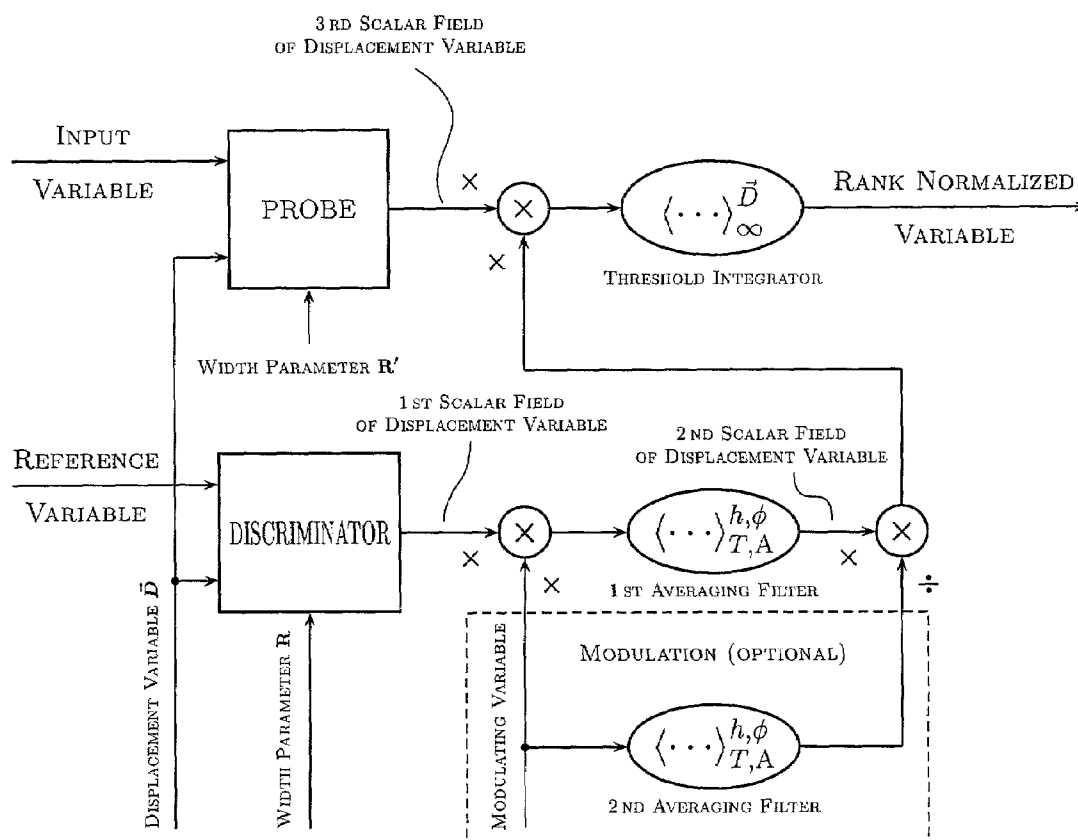 3 RD SCALAR FIELD
OF DISPLACEMENT VARIABLE
INPUT
VARIABLE
PROBE
×
×
×
⟨···⟩ D⃗ ∞
THRESHOLD INTEGRATOR
RANK NORMALIZED
VARIABLE
WIDTH PARAMETER R′
1 ST SCALAR FIELD
OF DISPLACEMENT VARIABLE
2 ND SCALAR FIELD
OF DISPLACEMENT VARIABLE
REFERENCE
VARIABLE
DISCRIMINATOR
×
×
×
⟨···⟩ h,ϕ T,A
1 ST AVERAGING FILTER
×
×
÷
DISPLACEMENT VARIABLE D⃗
WIDTH PARAMETER R
MODULATING VARIABLE
MODULATION (OPTIONAL)
⟨···⟩ h,ϕ T,A
2 ND AVERAGING FILTER